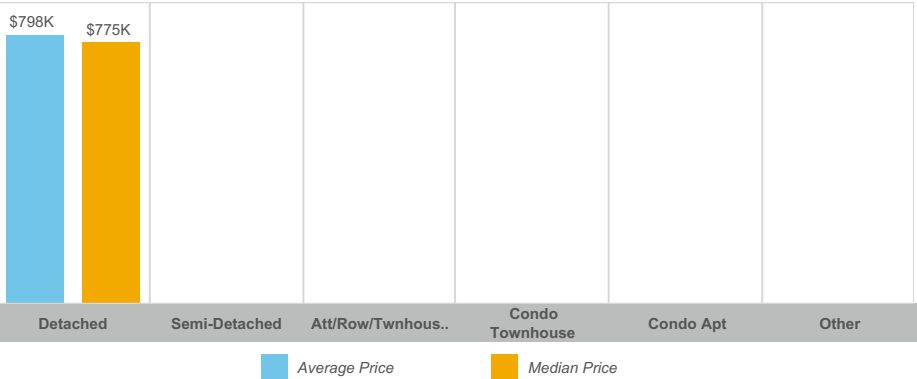 $798K
$775K
Detached
Semi-Detached
Att/Row/Twnhous..
Condo
Townhouse
Condo Apt
Other
Average Price
Median Price